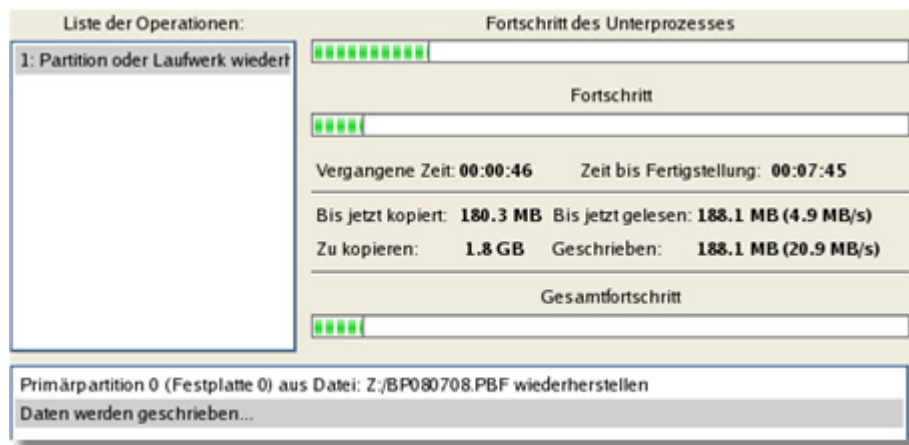 Liste der Operationen:
1: Partition oder Laufwerk wiederh
Fortschritt des Unterprozesses
Fortschritt
Vergangene Zeit: 00:00:46 Zeit bis Fertigstellung: 00:07:45
Bis jetzt kopiert: 180.3 MB Bis jetzt gelesen: 188.1 MB (4.9 MB/s)
Zu kopieren: 1.8 GB Geschrieben: 188.1 MB (20.9 MB/s)
Gesamtfortschritt
Primärpartition 0 (Festplatte 0) aus Datei: Z:/BP080708.PBF wiederherstellen
Daten werden geschrieben...